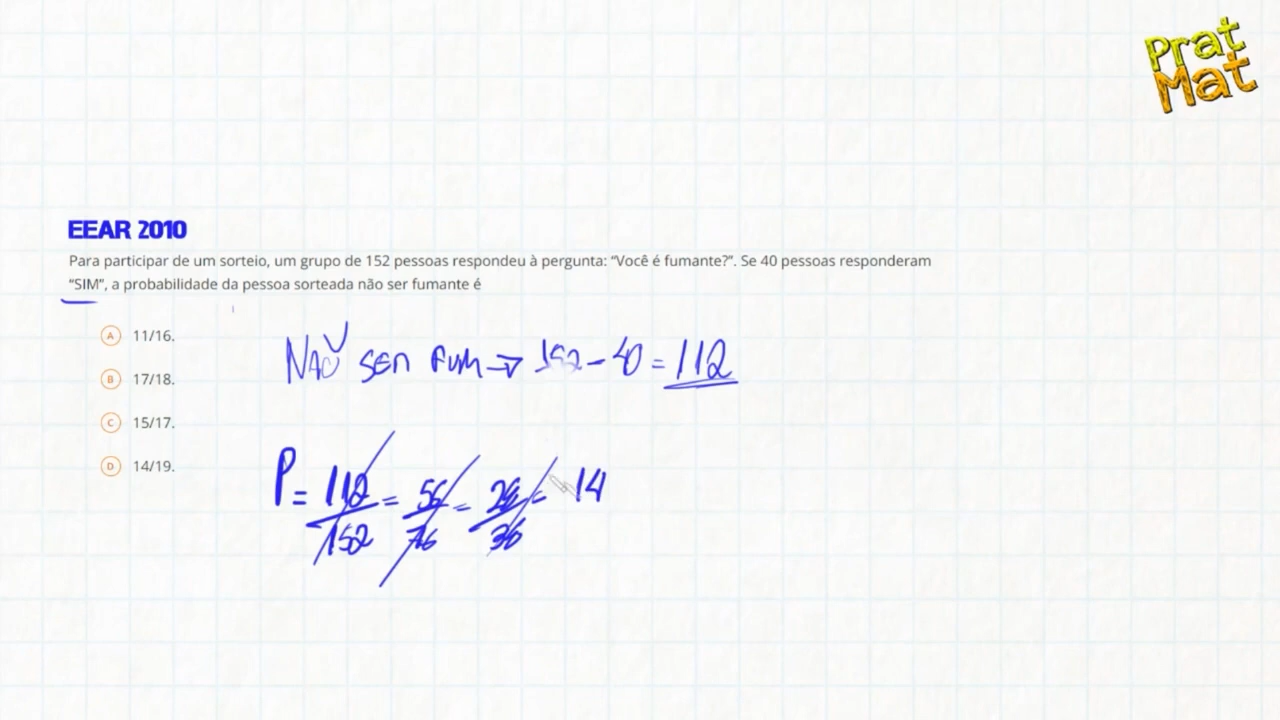 Prat
Mat
EEAR 2010
Para participar de um sorteio, um grupo de 152 pessoas respondeu à pergunta: “Você é fumante?”. Se 40 pessoas responderam
“SIM”, a probabilidade da pessoa sorteada não ser fumante é
A 11/16.
B 17/18.
C 15/17.
D 14/19.
NÃO SER FUM → 152 - 40 = 112
P = 112/152 = 56/76 = 28/36 = 14